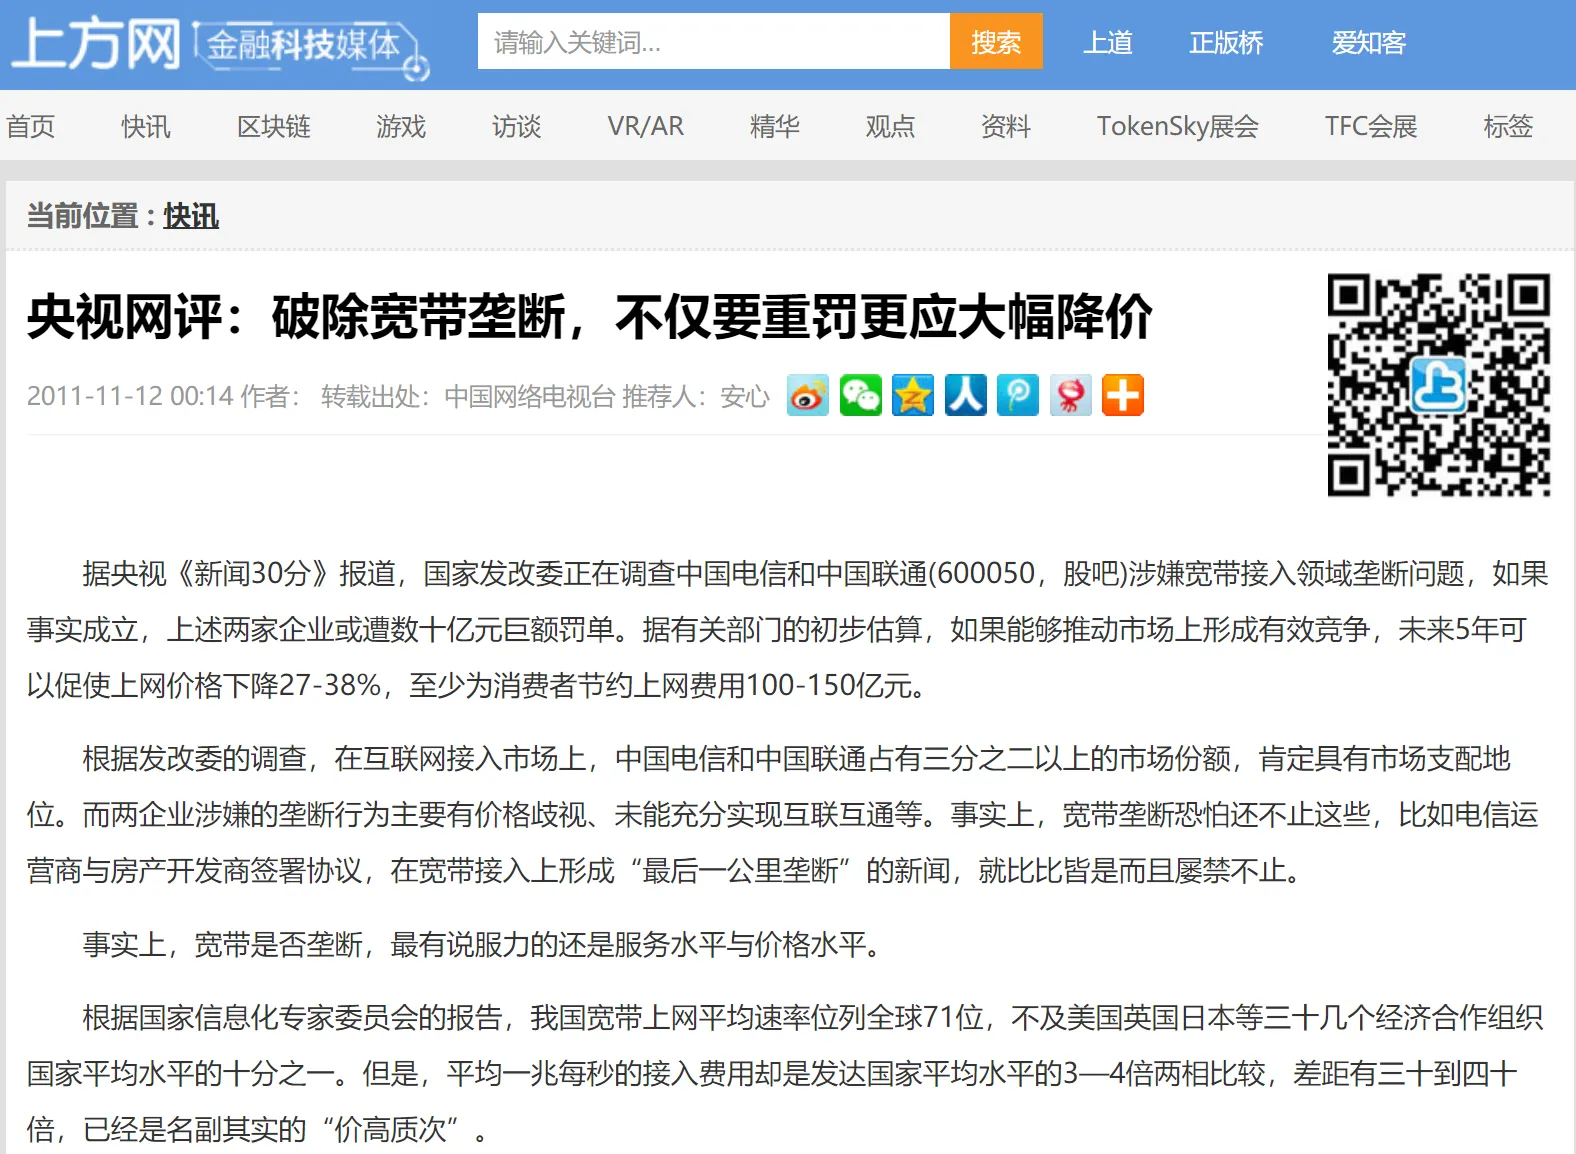 上方网 金融科技媒体
请输入关键词... 搜索 上道 正版桥 爱知客
首页 快讯 区块链 游戏 访谈 VR/AR 精华 观点 资料 TokenSky展会 TFC会展 标签
当前位置：快讯
央视网评：破除宽带垄断，不仅要重罚更应大幅降价
2011-11-12 00:14 作者： 转载出处：中国网络电视台 推荐人：安心
据央视《新闻30分》报道，国家发改委正在调查中国电信和中国联通(600050，股吧)涉嫌宽带接入领域垄断问题，如果
事实成立，上述两家企业或遭数十亿元巨额罚单。据有关部门的初步估算，如果能够推动市场上形成有效竞争，未来5年可
以促使上网价格下降27-38%，至少为消费者节约上网费用100-150亿元。
根据发改委的调查，在互联网接入市场上，中国电信和中国联通占有三分之二以上的市场份额，肯定具有市场支配地
位。而两企业涉嫌的垄断行为主要有价格歧视、未能充分实现互联互通等。事实上，宽带垄断恐怕还不止这些，比如电信运
营商与房产开发商签署协议，在宽带接入上形成“最后一公里垄断”的新闻，就比比皆是而且屡禁不止。
事实上，宽带是否垄断，最有说服力的还是服务水平与价格水平。
根据国家信息化专家委员会的报告，我国宽带上网平均速率位列全球71位，不及美国英国日本等三十几个经济合作组织
国家平均水平的十分之一。但是，平均一兆每秒的接入费用却是发达国家平均水平的3—4倍两相比较，差距有三十到四十
倍，已经是名副其实的“价高质次”。